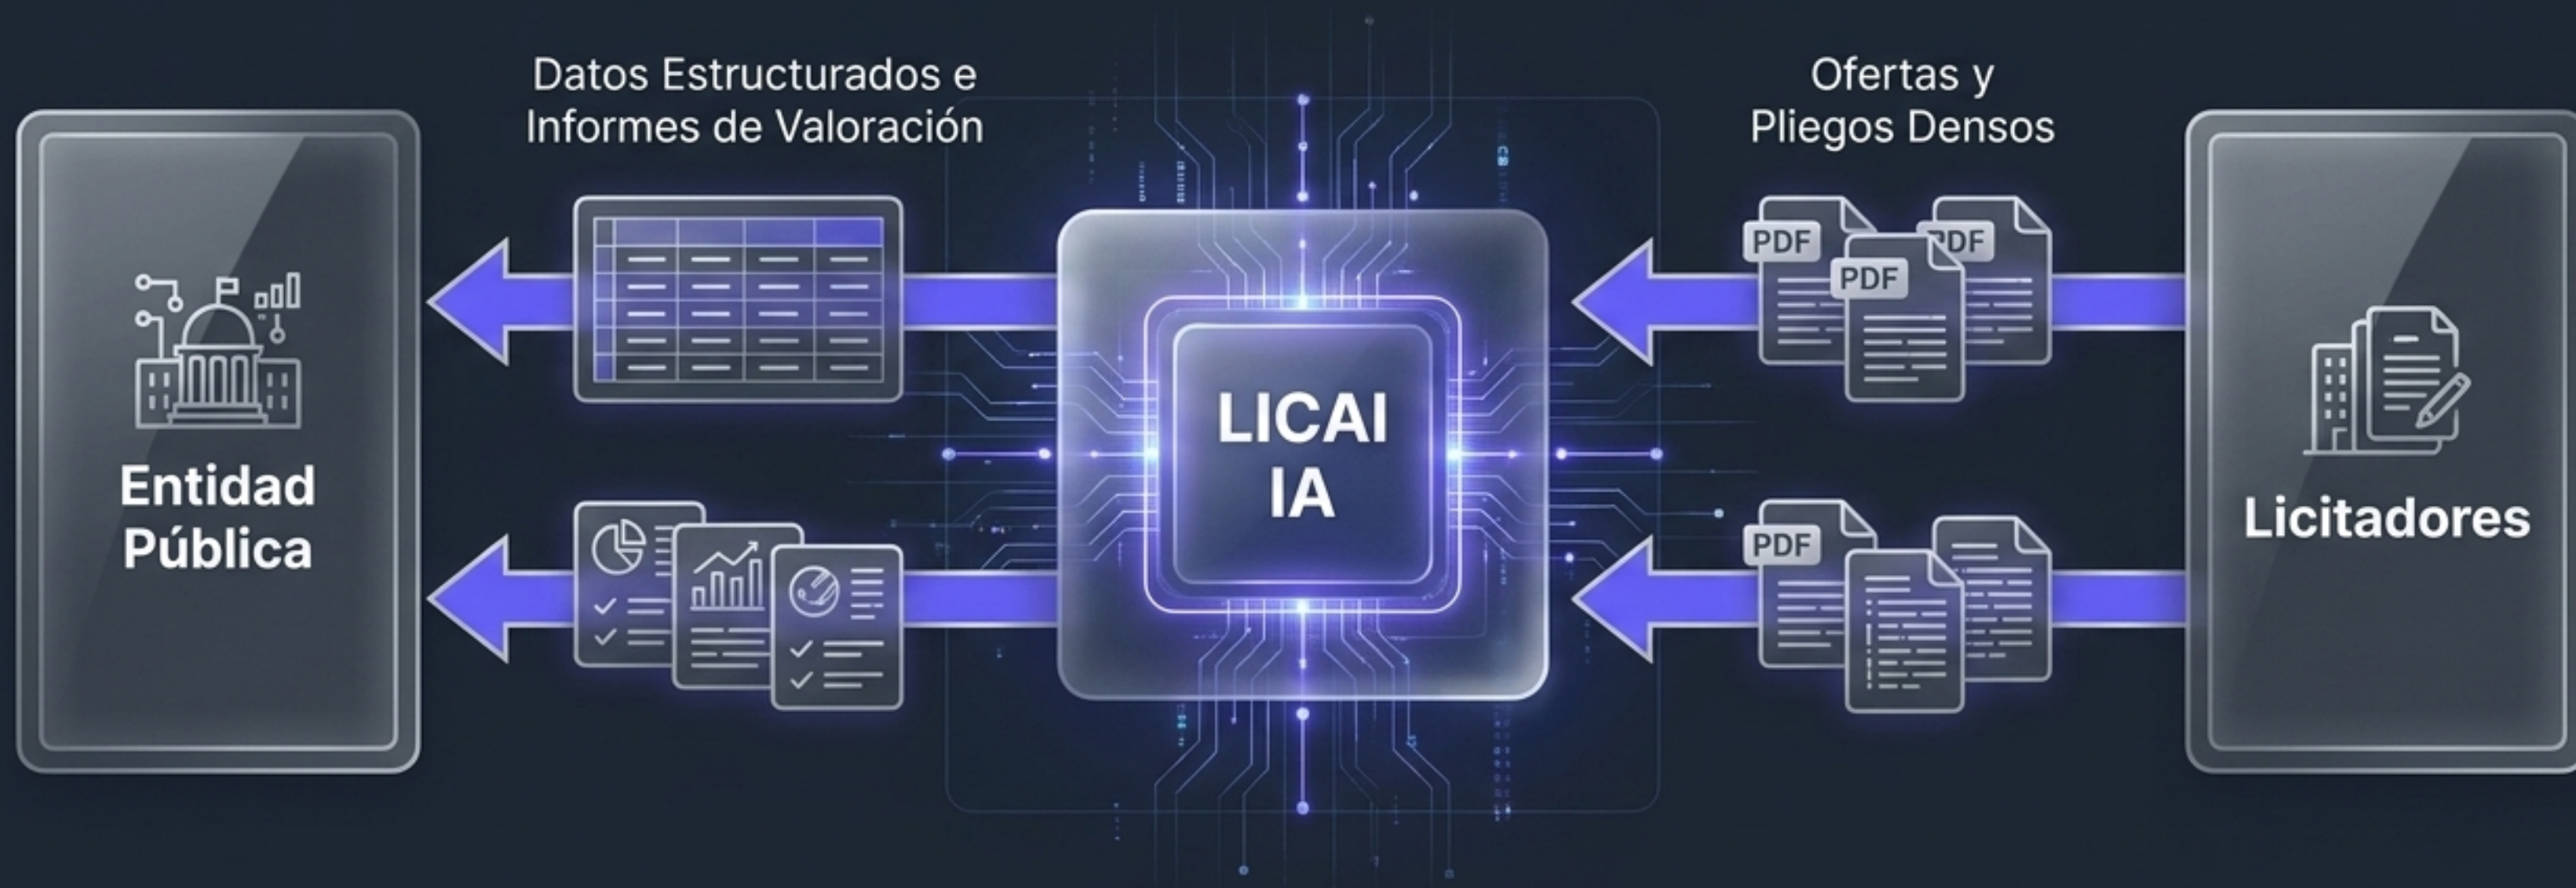 Datos Estructurados e
Informes de Valoración
Ofertas y
Pliegos Densos
Entidad
Pública
LICAI
IA
PDF
PDF
PDF
PDF
Licitadores